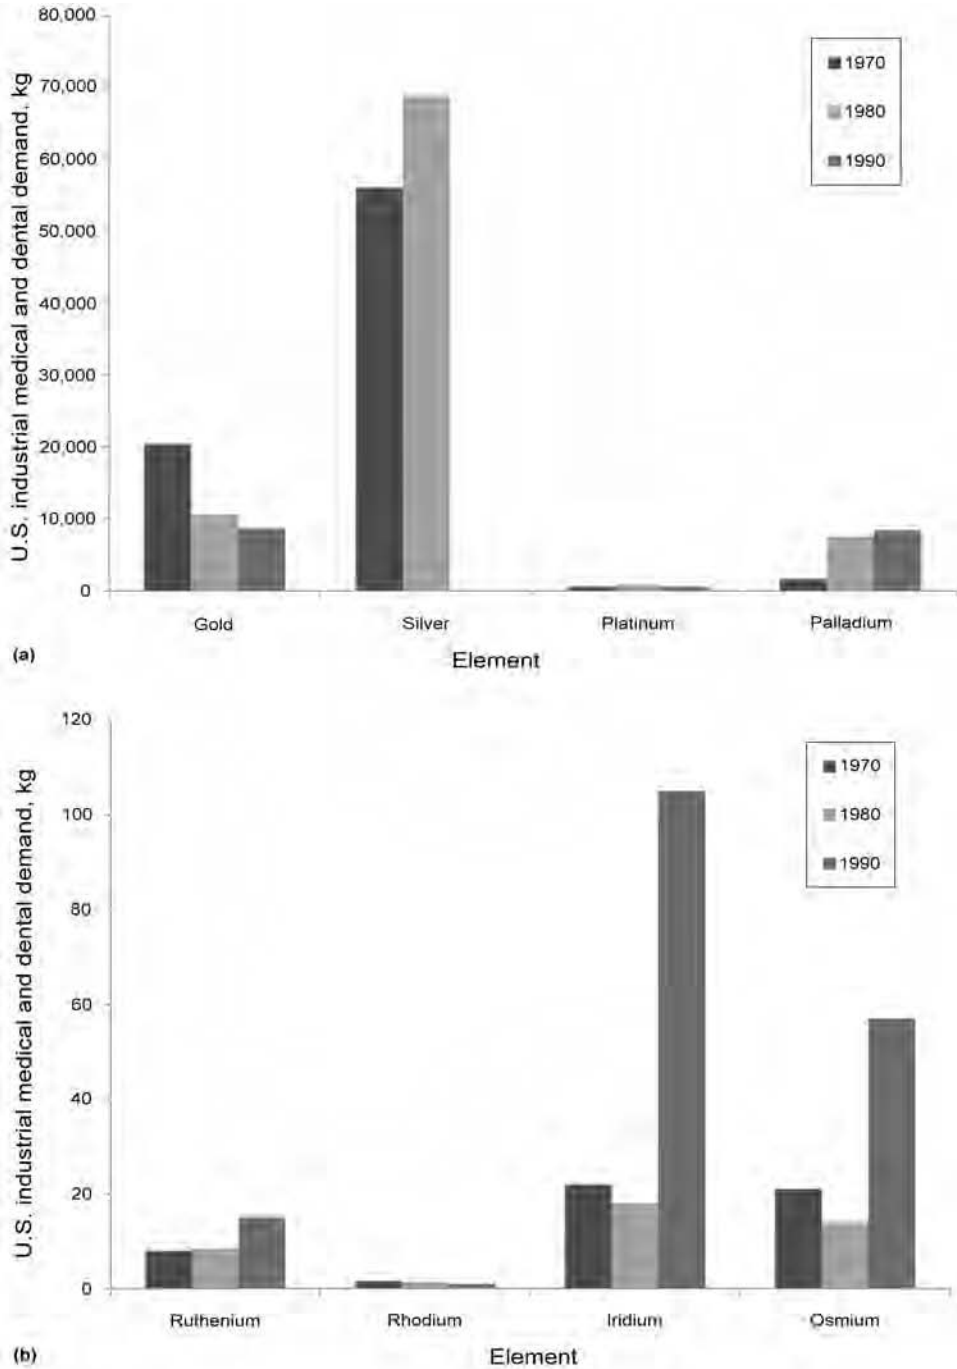 U.S. industrial medical and dental demand, kg
80,000
70,000
60,000
50,000
40,000
30,000
20,000
10,000
0
1970
1980
1990
Gold Silver Platinum Palladium
(a)
Element
U.S. industrial medical and dental demand, kg
120
100
80
60
40
20
0
1970
1980
1990
Ruthenium Rhodium Iridium Osmium
(b)
Element